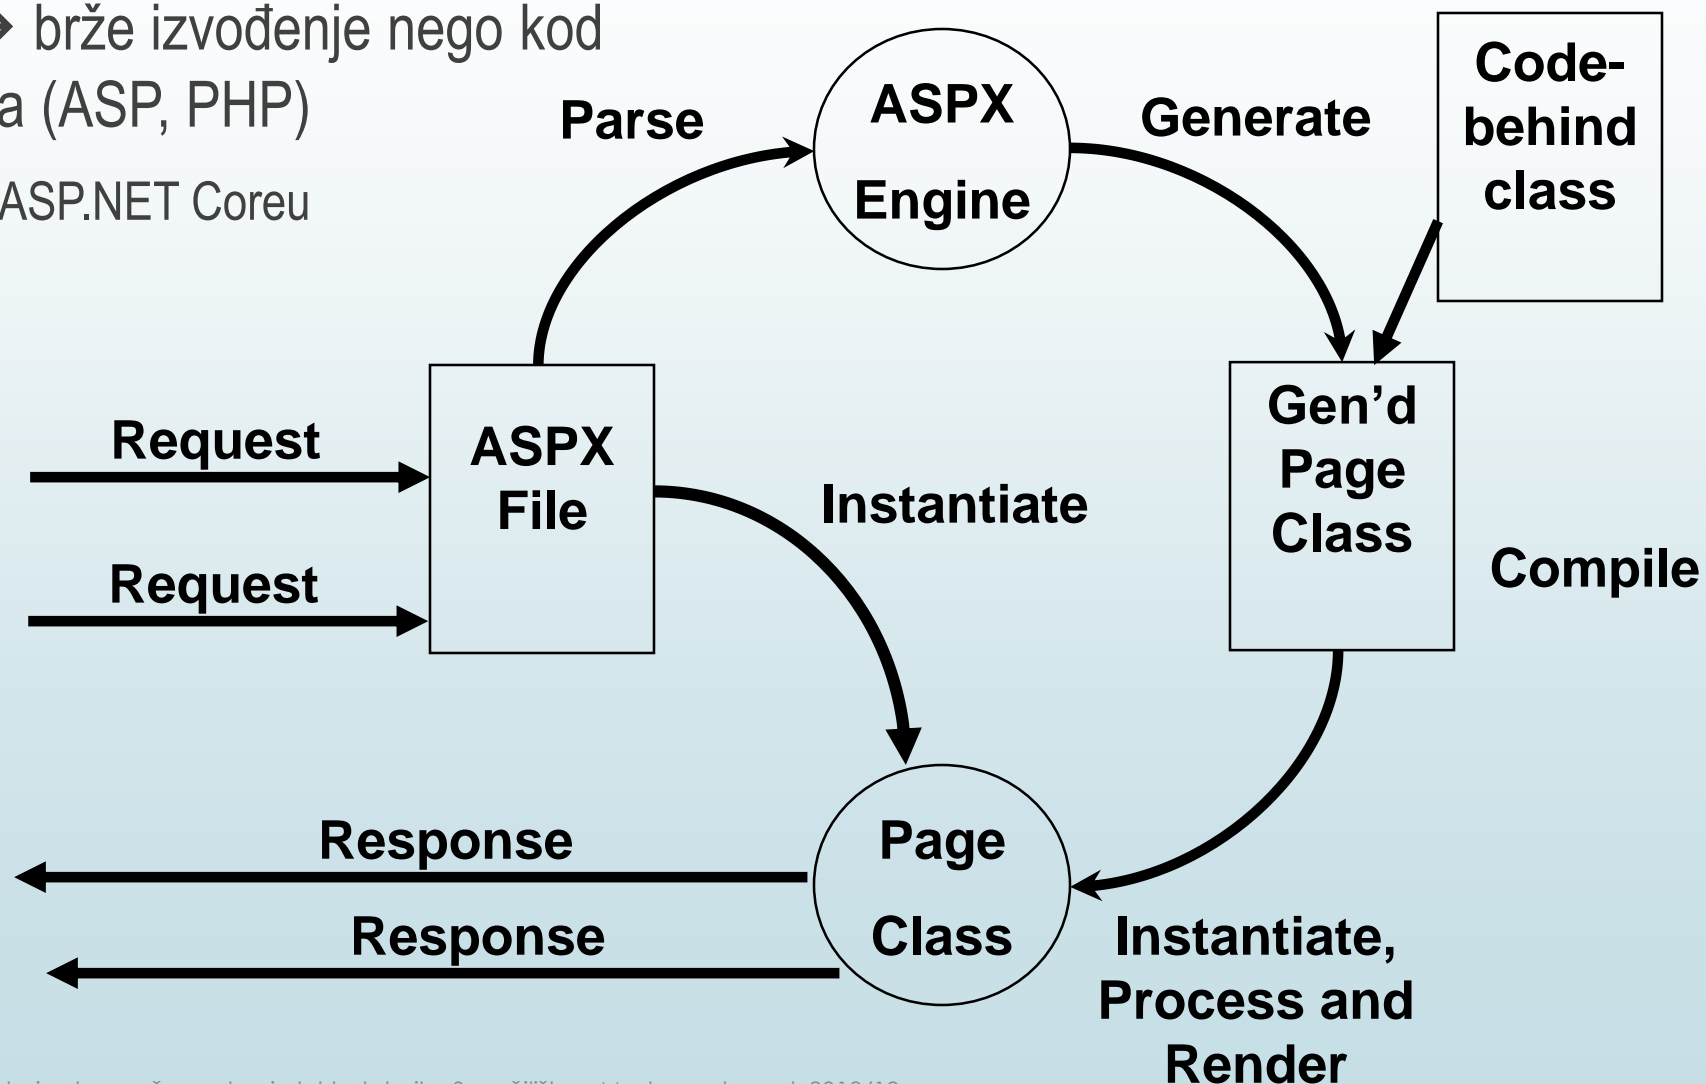 brže izvođenje nego kod
a (ASP, PHP)
ASP.NET Coreu
Parse
ASPX
Engine
Generate
Code-
behind
class
Request
ASPX
File
Request
Instantiate
Gen’d
Page
Class
Compile
Response
Page
Class
Response
Instantiate,
Process and
Render